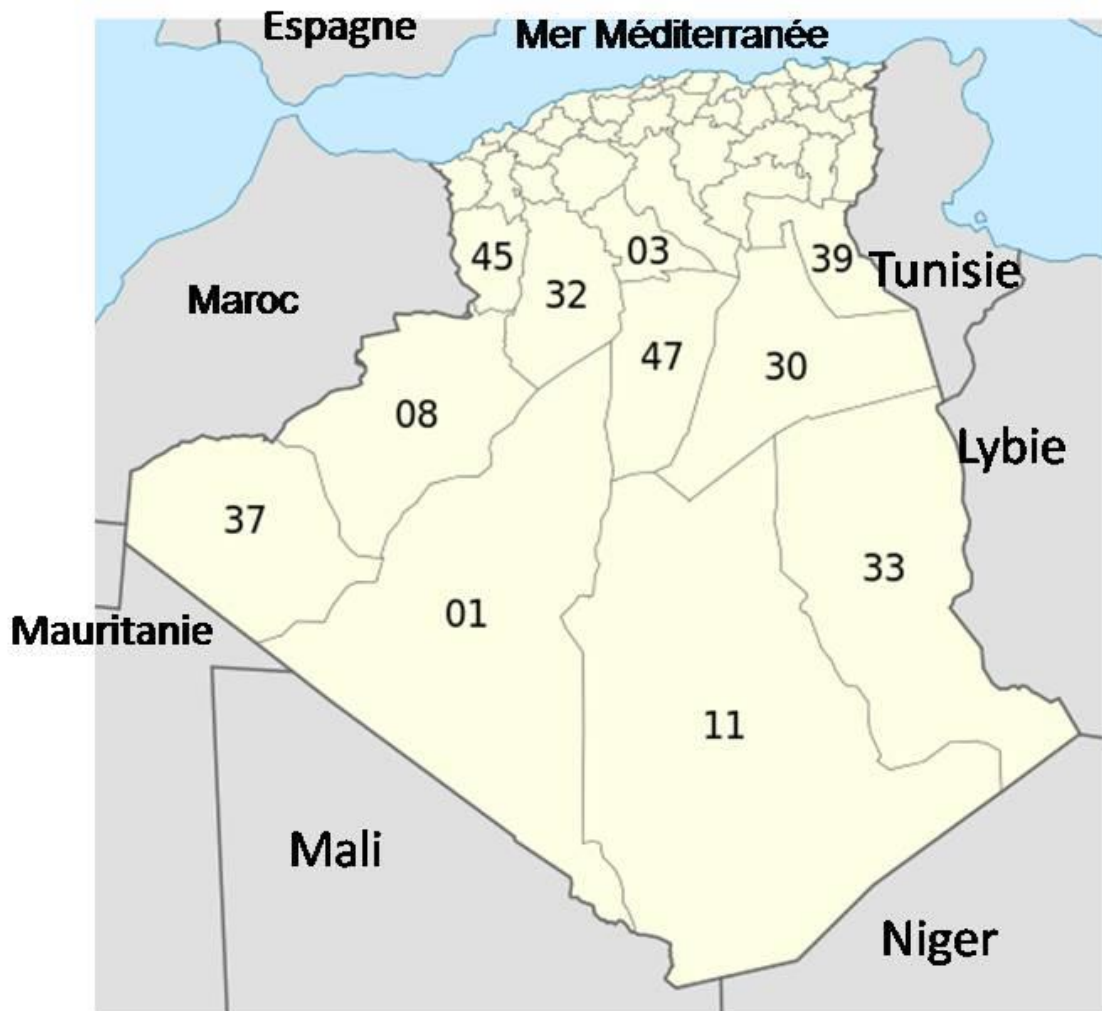 Espagne
Mer Méditerranée
45
03
39
Tunisie
32
Maroc
47
30
08
Lybie
37
33
01
Mauritanie
11
Mali
Niger